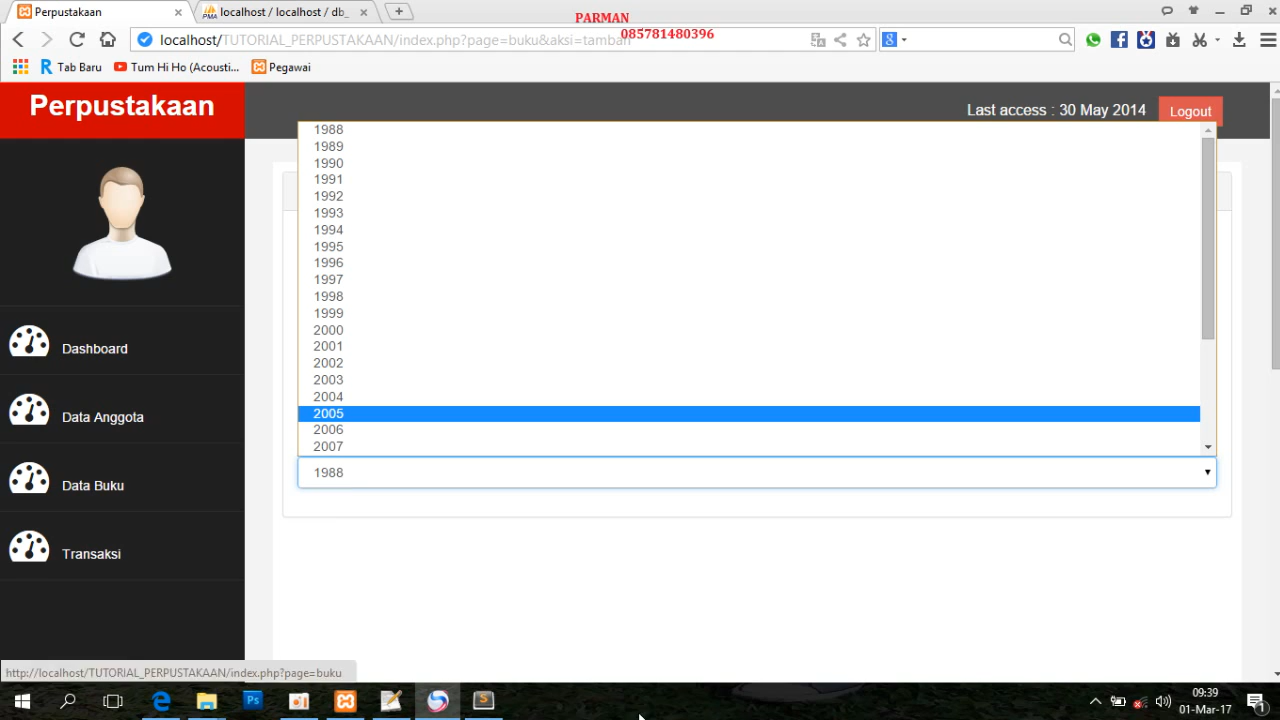 Perpustakaan
localhost / localhost / db_
PARMAN
085781480396
localhost/TUTORIAL_PERPUSTAKAAN/index.php?page=buku&aksi=tambah
Tab Baru
Tum Hi Ho (Acousti...
Pegawai
Perpustakaan
Last access : 30 May 2014
Logout
1988
1989
1990
1991
1992
1993
1994
1995
1996
1997
1998
1999
2000
2001
2002
2003
2004
2005
2006
2007
1988
Dashboard
Data Anggota
Data Buku
Transaksi
http://localhost/TUTORIAL_PERPUSTAKAAN/index.php?page=buku
09:39
01-Mar-17